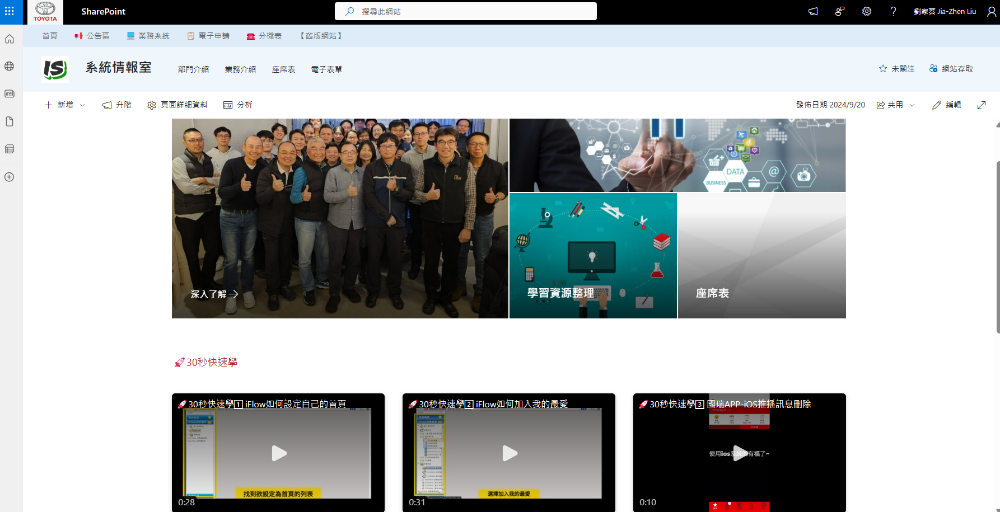 TOYOTA
SharePoint
搜尋此網站
劉家蓁 Jia-Zhen Liu
首頁
公告區
業務系統
電子申請
分機表
【舊版網站】
IS
系統情報室
部門介紹
業務介紹
座席表
電子表單
未關注
網站存取
新增
升階
頁面詳細資料
分析
發佈日期 2024/9/20
共用
編輯
DATA
BUSINESS
@
深入了解
學習資源整理
座席表
🚀30秒快速學
🚀30秒快速學1️⃣ iFlow如何設定自己的首頁
找到欲設定為首頁的列表
0:28
🚀30秒快速學2️⃣ iFlow如何加入我的最愛
選擇加入我的最愛
0:31
🚀30秒快速學3️⃣ 國瑞APP-iOS推播訊息刪除
使用ios系統的有福了~
0:10